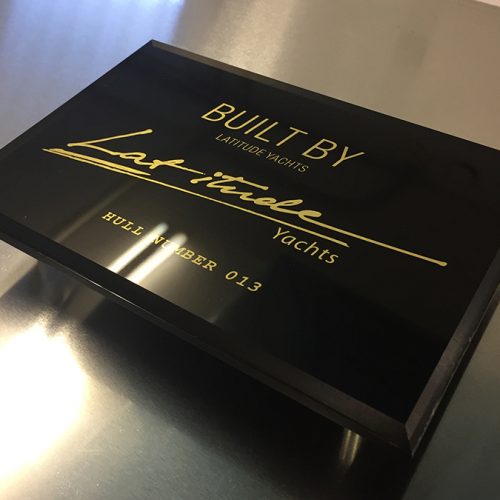 BUILT BY
LATITUDE YACHTS
Latitude
Yachts
HULL NUMBER 013